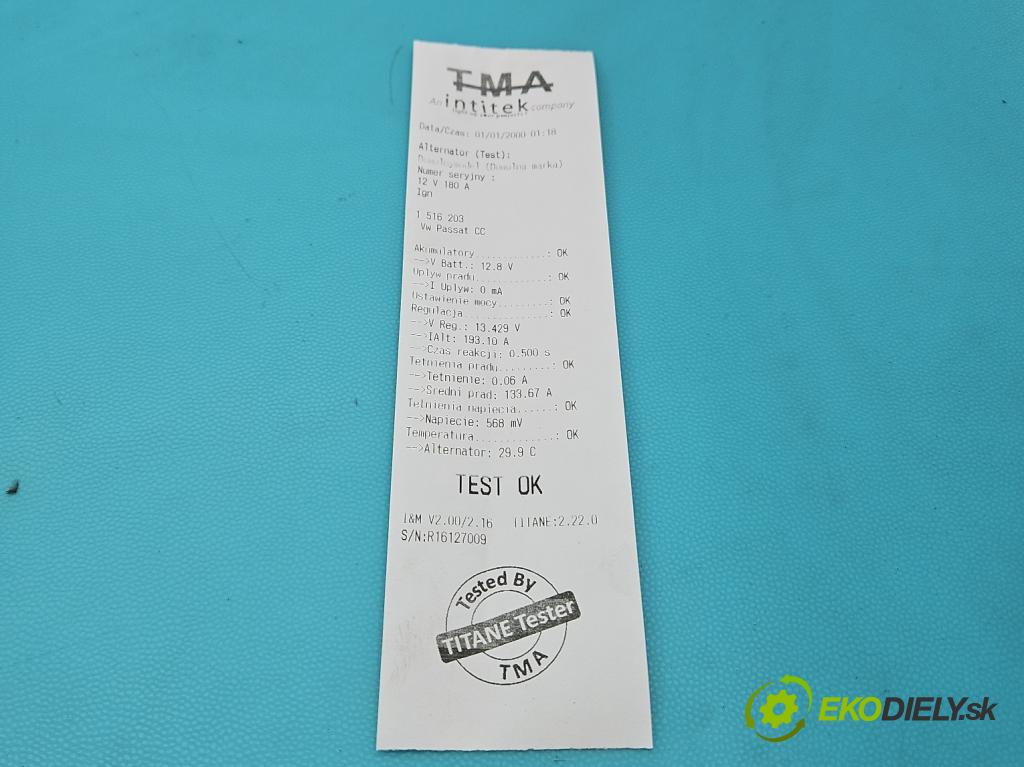 TMA
An intitek company
Data/Czas: 01/01/2000 01:18
Alternator (Test):
Domslnymodel (Domslna marka)
Numer seryjny :
12 V 180 A
Ign
1 516 203
Vw Passat CC
Akumulatory............: OK
-->V Batt.: 12.8 V
Uplyw pradu............: OK
-->I Uplyw: 0 mA
Ustawienie mocy.........: OK
Regulacja..............: OK
-->V Reg.: 13.429 V
-->IAlt: 193.10 A
-->Czas reakcji: 0.500 s
Tetnienia pradu.........: OK
-->Tetnienie: 0.06 A
-->Sredni prad: 133.67 A
Tetnienia napiecia......: OK
-->Napiecie: 568 mV
Temperatura.............: OK
-->Alternator: 29.9 C
TEST OK
I&M V2.00/2.16 TITANE:2.22.0
S/N:R16127009
Tested By
TITANE Tester
TMA
EKODIELY.sk